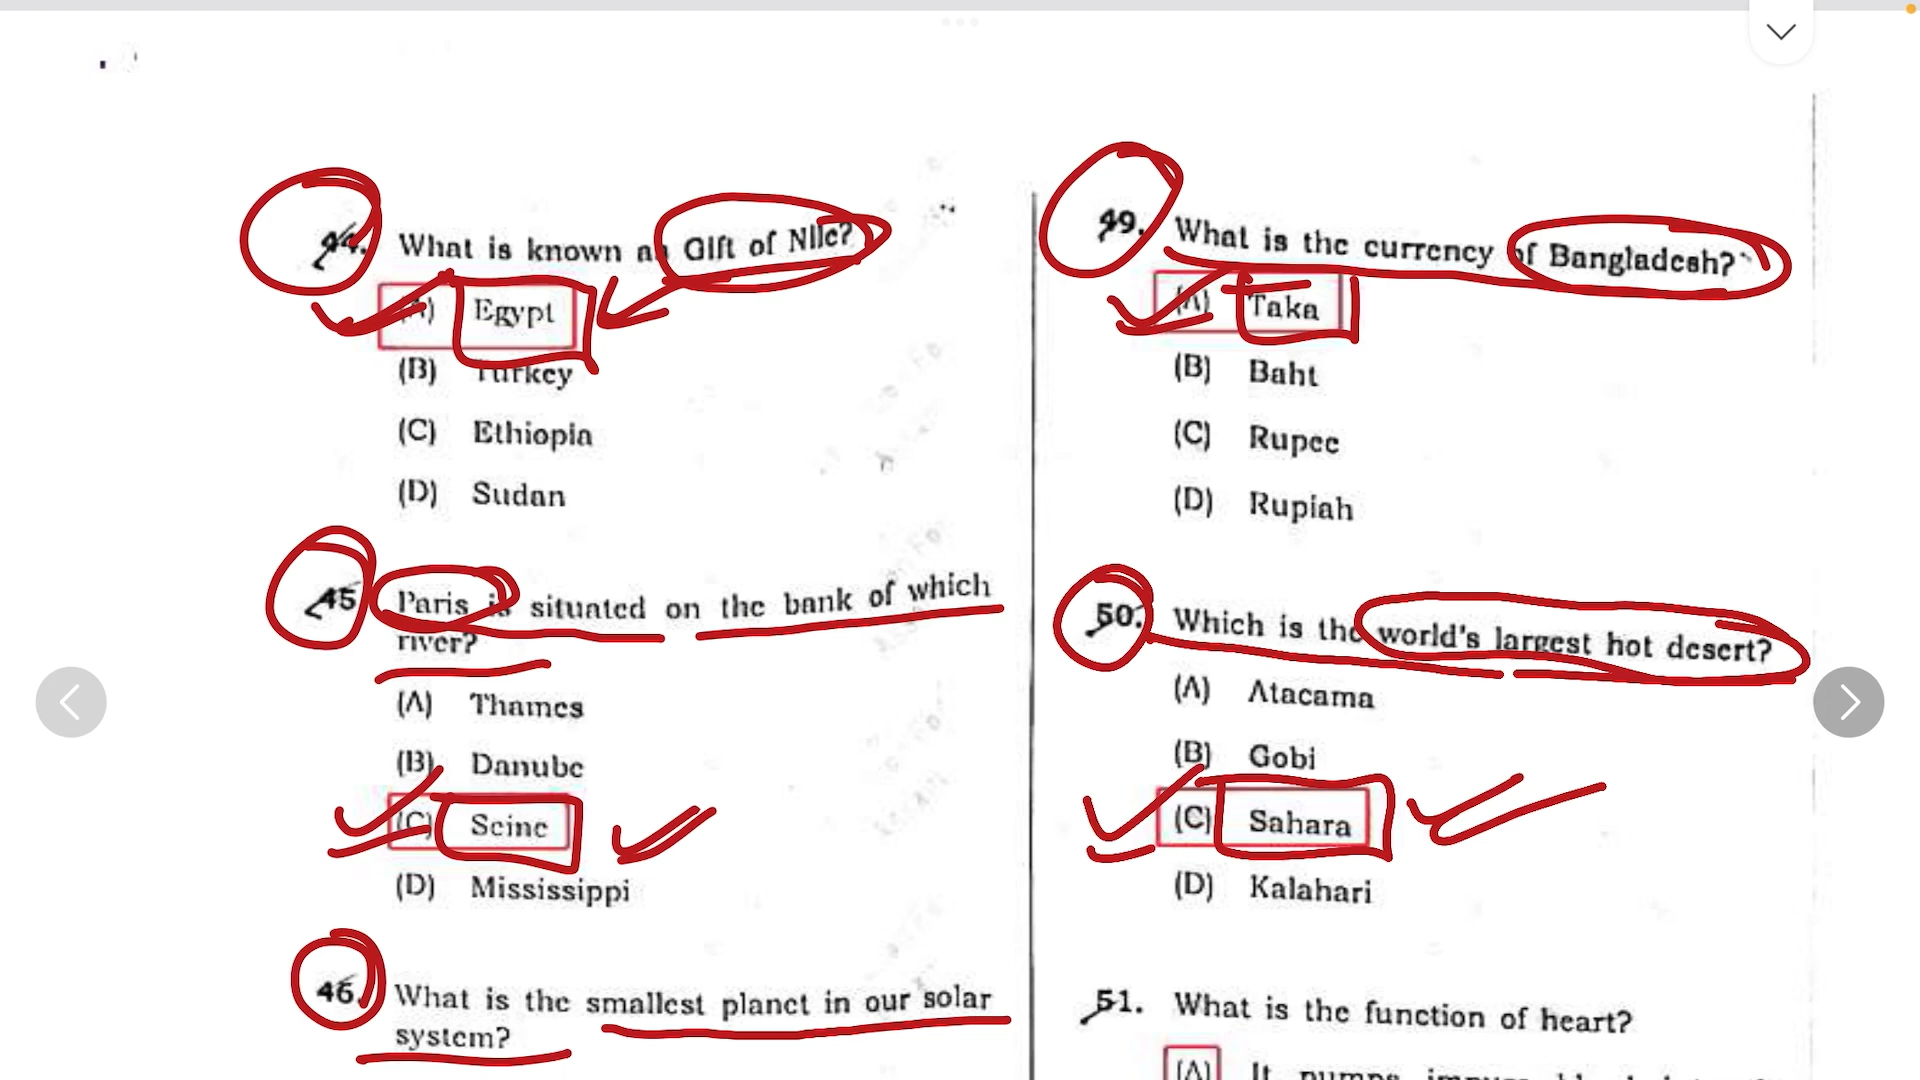 44. What is known as Gift of Nile?
(A) Egypt
(B) Turkey
(C) Ethiopia
(D) Sudan
45 Paris is situated on the bank of which
river?
(A) Thames
(B) Danube
(C) Seine
(D) Mississippi
46. What is the smallest planet in our solar
system?
49. What is the currency of Bangladesh?
(A) Taka
(B) Baht
(C) Rupee
(D) Rupiah
50. Which is the world's largest hot desert?
(A) Atacama
(B) Gobi
(C) Sahara
(D) Kalahari
51. What is the function of heart?
(A) It pumps impure